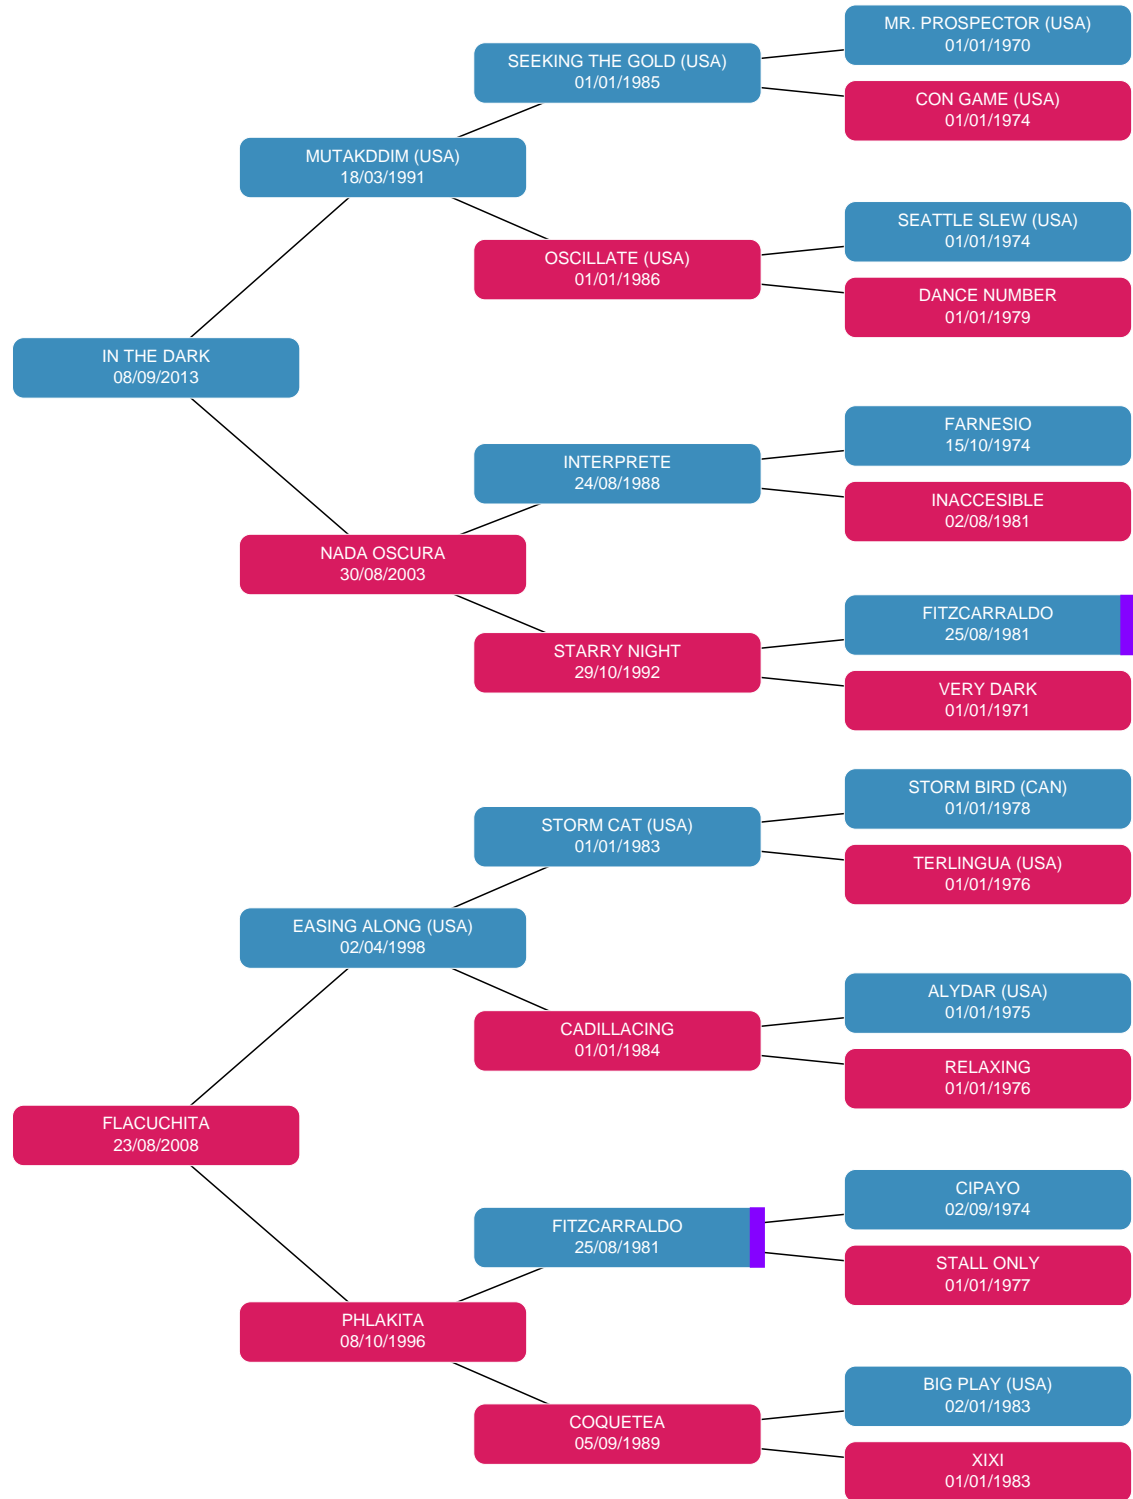 MR. PROSPECTOR (USA)
01/01/1970
SEEKING THE GOLD (USA)
01/01/1985
CON GAME (USA)
01/01/1974
MUTAKDDIM (USA)
18/03/1991
SEATTLE SLEW (USA)
01/01/1974
OSCILLATE (USA)
01/01/1986
DANCE NUMBER
01/01/1979
IN THE DARK
08/09/2013
FARNESIO
15/10/1974
INTERPRETE
24/08/1988
INACCESIBLE
02/08/1981
NADA OSCURA
30/08/2003
FITZCARRALDO
25/08/1981
STARRY NIGHT
29/10/1992
VERY DARK
01/01/1971
STORM BIRD (CAN)
01/01/1978
STORM CAT (USA)
01/01/1983
TERLINGUA (USA)
01/01/1976
EASING ALONG (USA)
02/04/1998
ALYDAR (USA)
01/01/1975
CADILLACING
01/01/1984
RELAXING
01/01/1976
FLACUCHITA
23/08/2008
CIPAYO
02/09/1974
FITZCARRALDO
25/08/1981
STALL ONLY
01/01/1977
PHLAKITA
08/10/1996
BIG PLAY (USA)
02/01/1983
COQUETEA
05/09/1989
XIXI
01/01/1983